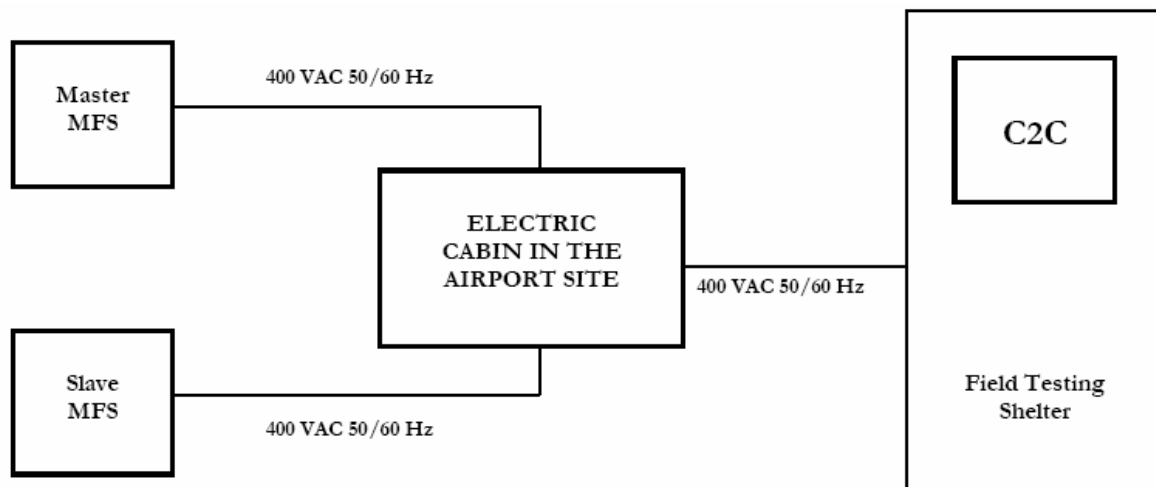 Master
MFS
400 VAC 50/60 Hz
C2C
ELECTRIC
CABIN IN THE
AIRPORT SITE
400 VAC 50/60 Hz
Slave
MFS
400 VAC 50/60 Hz
Field Testing
Shelter